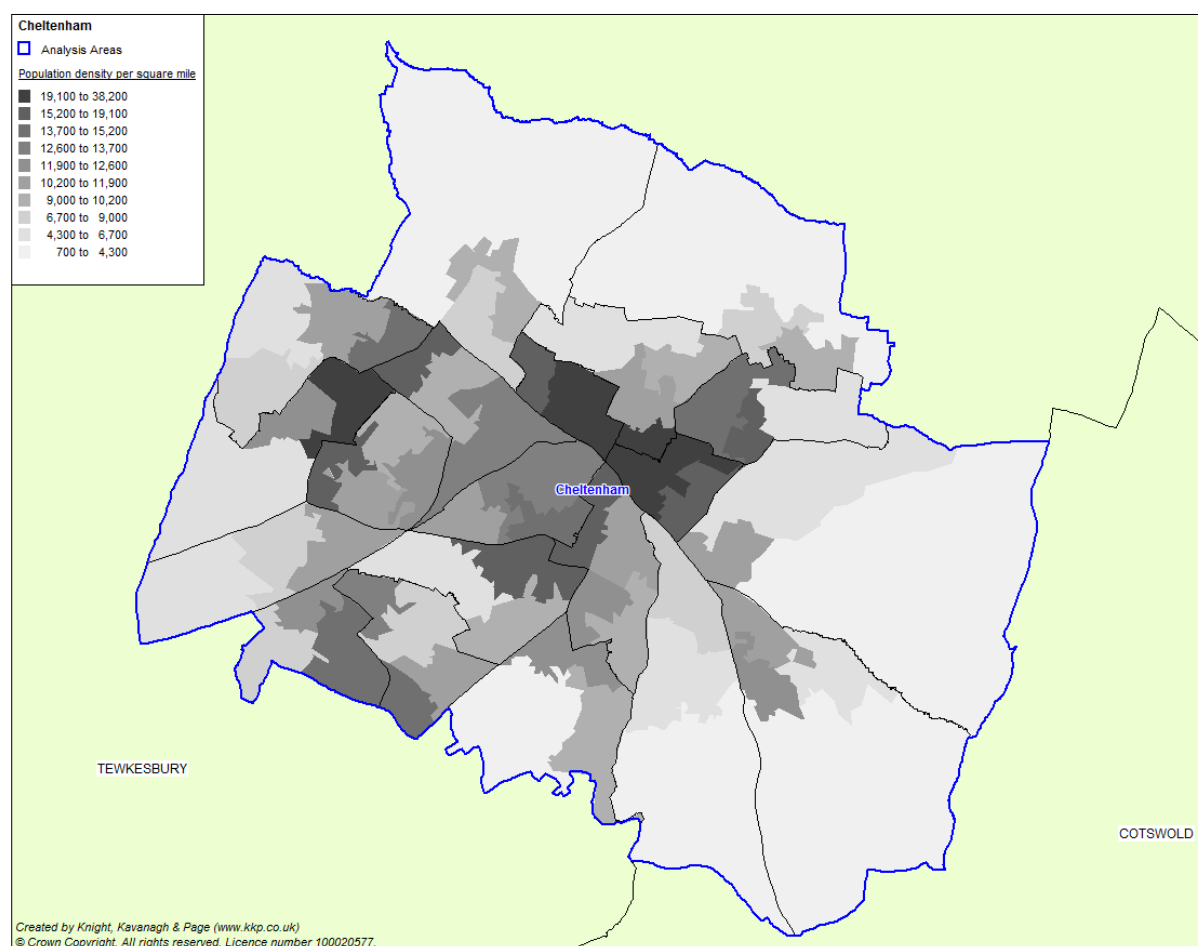 Cheltenham
Analysis Areas
Population density per square mile
19,100 to 38,200
15,200 to 19,100
13,700 to 15,200
12,600 to 13,700
11,900 to 12,600
10,200 to 11,900
9,000 to 10,200
6,700 to 9,000
4,300 to 6,700
700 to 4,300
Cheltenham
TEWKESBURY
COTSWOLD
Created by Knight, Kavanagh & Page (www.kkp.co.uk)
© Crown Copyright. All rights reserved. Licence number 100020577.